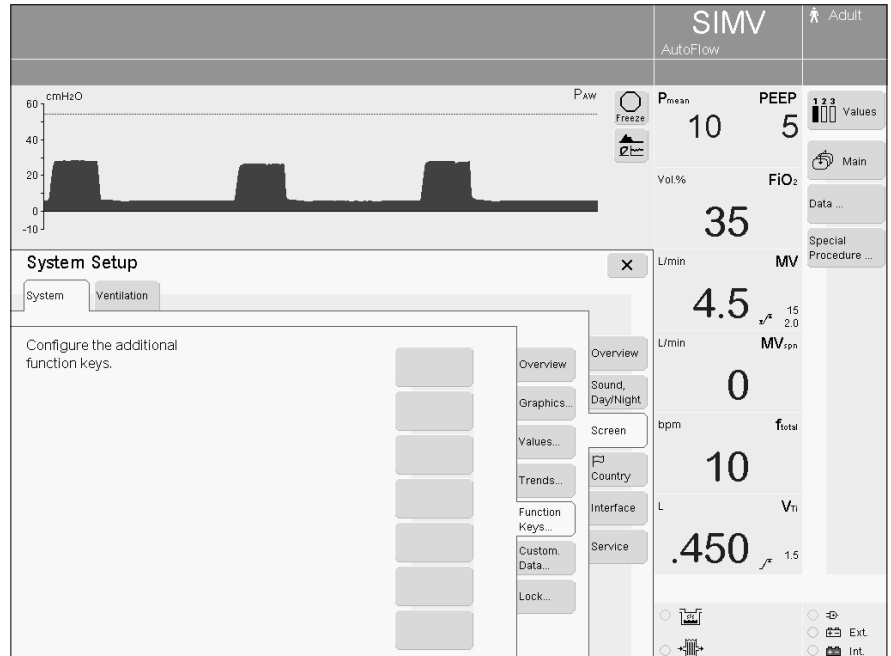 SIMV
AutoFlow
Adult
cmH2O
PAW
60
40
20
0
-10
Freeze
Pmean
PEEP
10
5
1 2 3
Values
Main
Vol.%
FiO2
35
Data ...
Special
Procedure ...
System Setup
System
Ventilation
L/min
MV
4.5
15
2.0
Configure the additional
function keys.
Overview
Graphics...
Values...
Trends...
Function
Keys...
Custom.
Data...
Lock...
Overview
Sound,
Day/Night
Screen
Country
Interface
Service
L/min
MVspn
0
bpm
ftotal
10
L
VTi
.450
1.5
Ext.
Int.